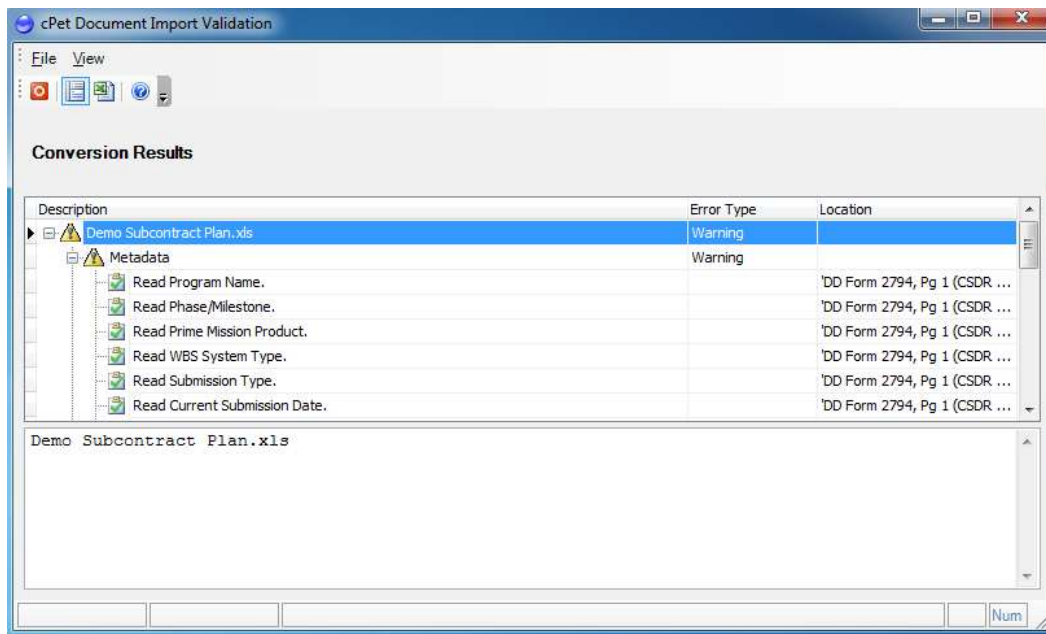 cPet Document Import Validation
File View
Conversion Results
Description Error Type Location
Demo Subcontract Plan.xls Warning
Metadata Warning
Read Program Name. 'DD Form 2794, Pg 1 (CSDR ...
Read Phase/Milestone. 'DD Form 2794, Pg 1 (CSDR ...
Read Prime Mission Product. 'DD Form 2794, Pg 1 (CSDR ...
Read WBS System Type. 'DD Form 2794, Pg 1 (CSDR ...
Read Submission Type. 'DD Form 2794, Pg 1 (CSDR ...
Read Current Submission Date. 'DD Form 2794, Pg 1 (CSDR ...
Demo Subcontract Plan.xls
Num